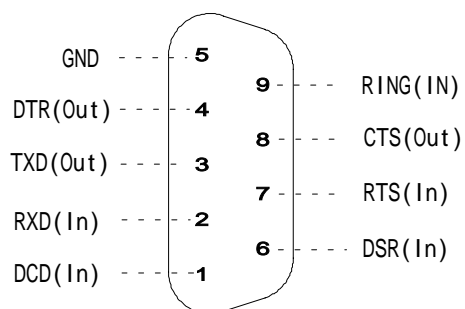 GND 5
9 RING(IN)
DTR(Out) 4
8 CTS(Out)
TXD(Out) 3
7 RTS(In)
RXD(In) 2
6 DSR(In)
DCD(In) 1